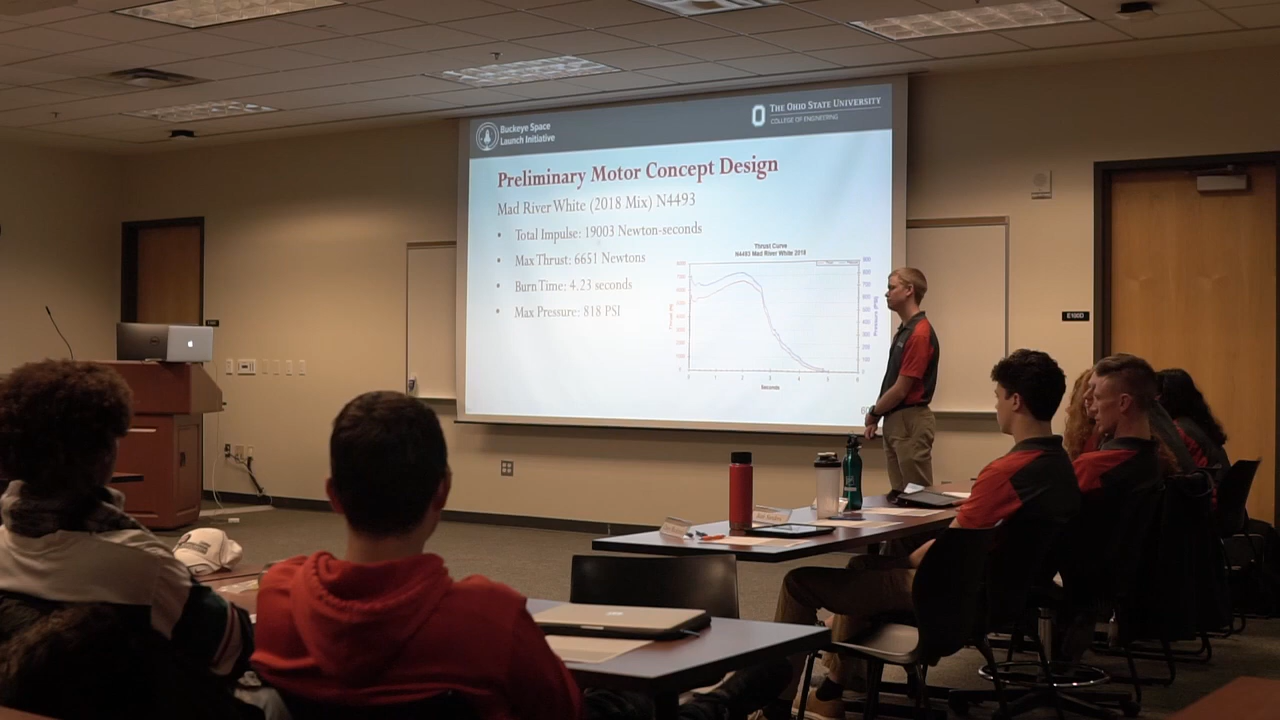 Buckeye Space
Launch Initiative
THE OHIO STATE UNIVERSITY
COLLEGE OF ENGINEERING
Preliminary Motor Concept Design
Mad River White (2018 Mix) N4493
• Total Impulse: 19003 Newton-seconds
• Max Thrust: 6651 Newtons
• Burn Time: 4.23 seconds
• Max Pressure: 818 PSI
Thrust Curve
N4493 Mad River White 2018
Seconds
E100D